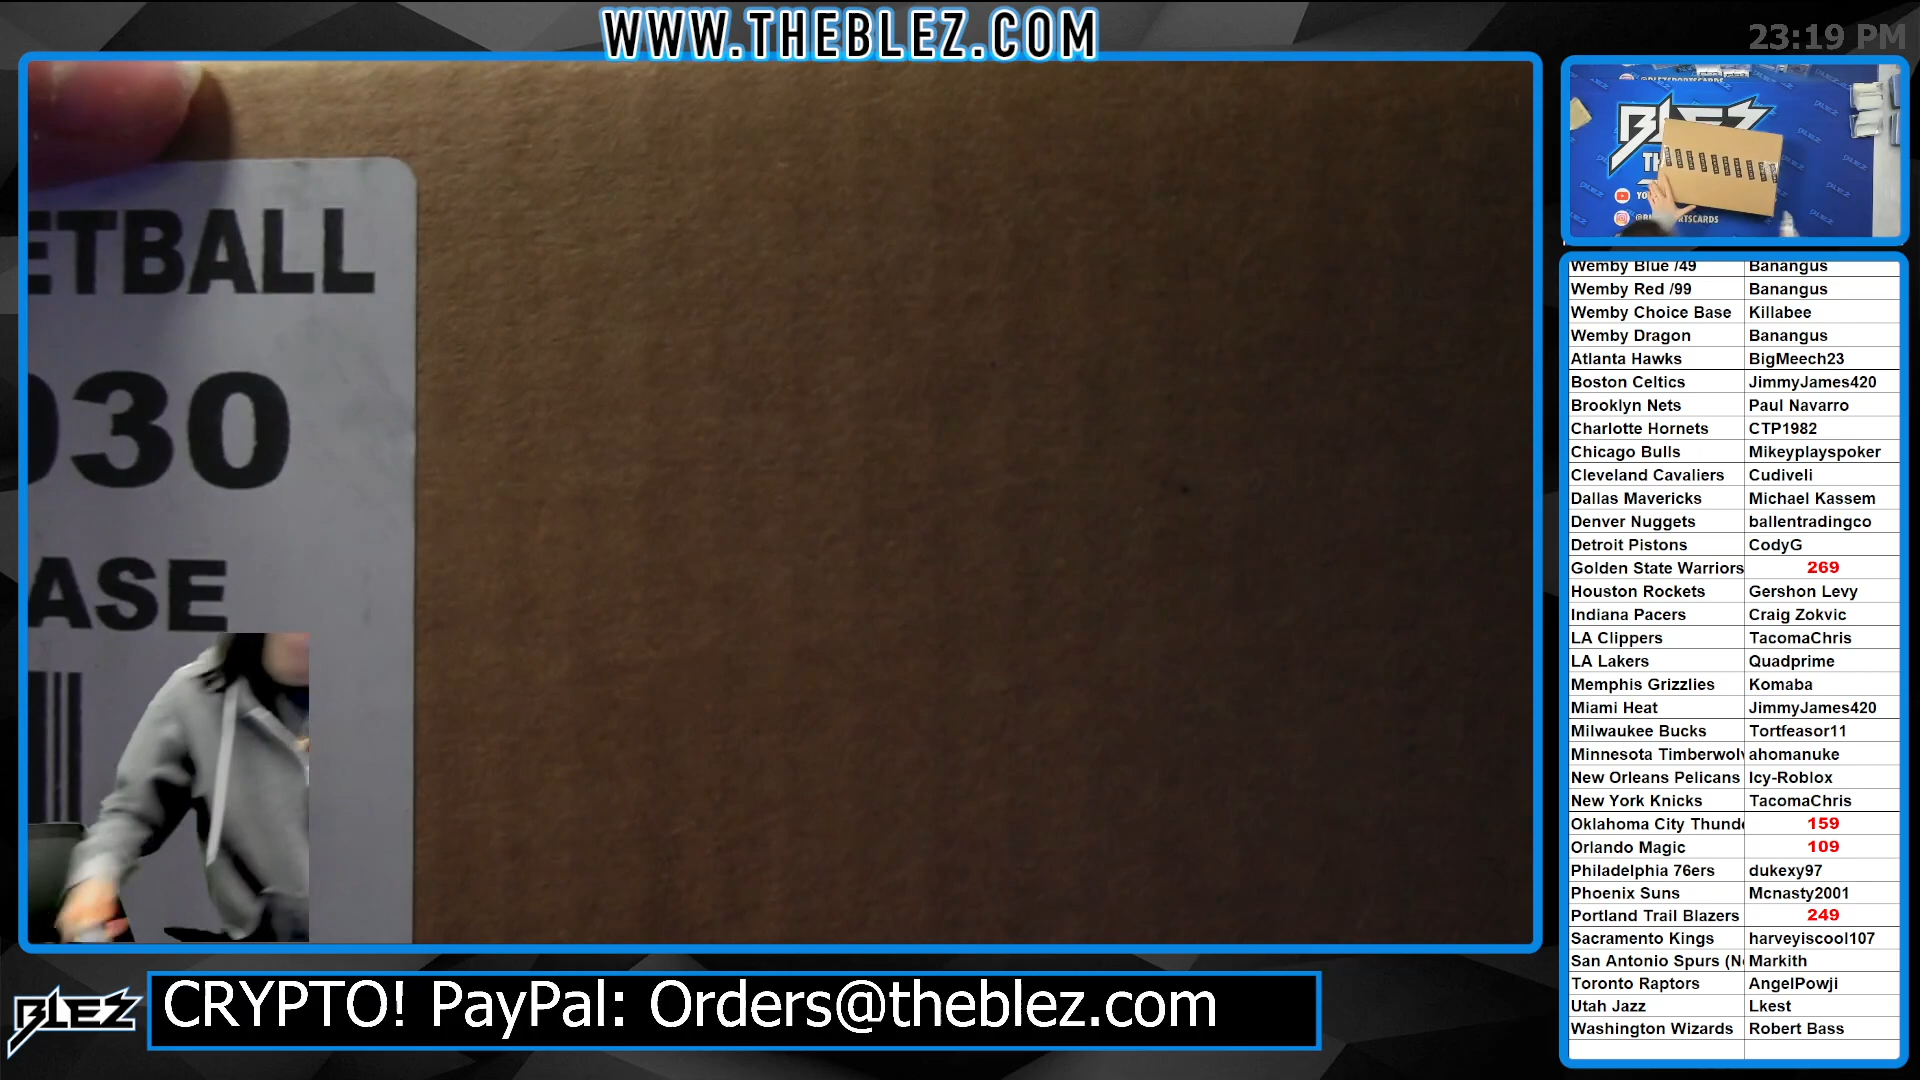 WWW.THEBLEZ.COM
23:19 PM
ETBALL
030
ASE
BLEZ
@BLEZSPORTSCARDS
Wemby Blue /49 Banangus
Wemby Red /99 Banangus
Wemby Choice Base Killabee
Wemby Dragon Banangus
Atlanta Hawks BigMeech23
Boston Celtics JimmyJames420
Brooklyn Nets Paul Navarro
Charlotte Hornets CTP1982
Chicago Bulls Mikeyplayspoker
Cleveland Cavaliers Cudiveli
Dallas Mavericks Michael Kassem
Denver Nuggets ballentradingco
Detroit Pistons CodyG
Golden State Warriors 269
Houston Rockets Gershon Levy
Indiana Pacers Craig Zokvic
LA Clippers TacomaChris
LA Lakers Quadprime
Memphis Grizzlies Komaba
Miami Heat JimmyJames420
Milwaukee Bucks Tortfeasor11
Minnesota Timberwolv ahomanuke
New Orleans Pelicans Icy-Roblox
New York Knicks TacomaChris
Oklahoma City Thunde 159
Orlando Magic 109
Philadelphia 76ers dukexy97
Phoenix Suns Mcnasty2001
Portland Trail Blazers 249
Sacramento Kings harveyiscool107
San Antonio Spurs (No Markith
Toronto Raptors AngelPowji
Utah Jazz Lkest
Washington Wizards Robert Bass
BLEZ
CRYPTO! PayPal: Orders@theblez.com